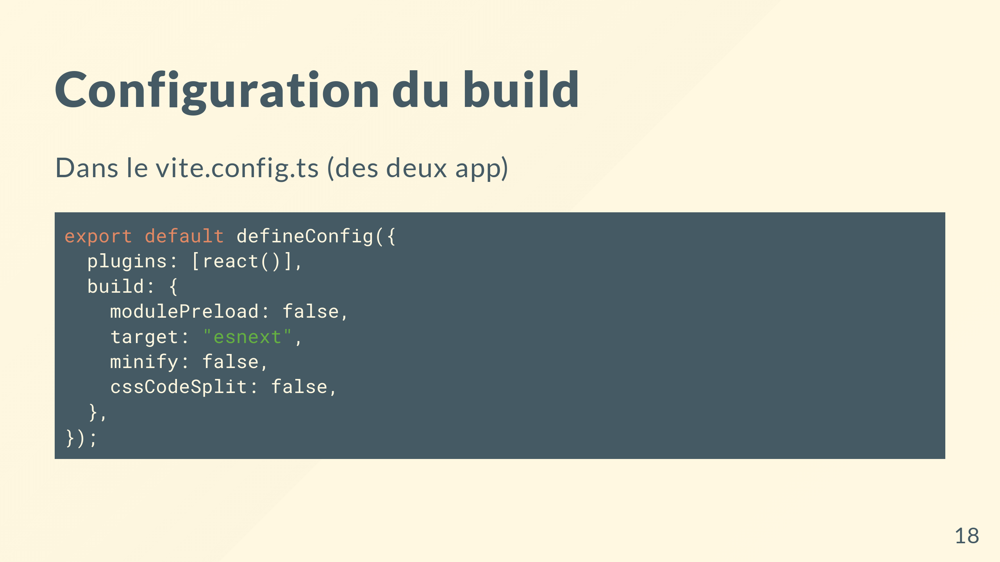 Configuration du build
Dans le vite.config.ts (des deux app)
export default defineConfig({
  plugins: [react()],
  build: {
    modulePreload: false,
    target: "esnext",
    minify: false,
    cssCodeSplit: false,
  },
});
18